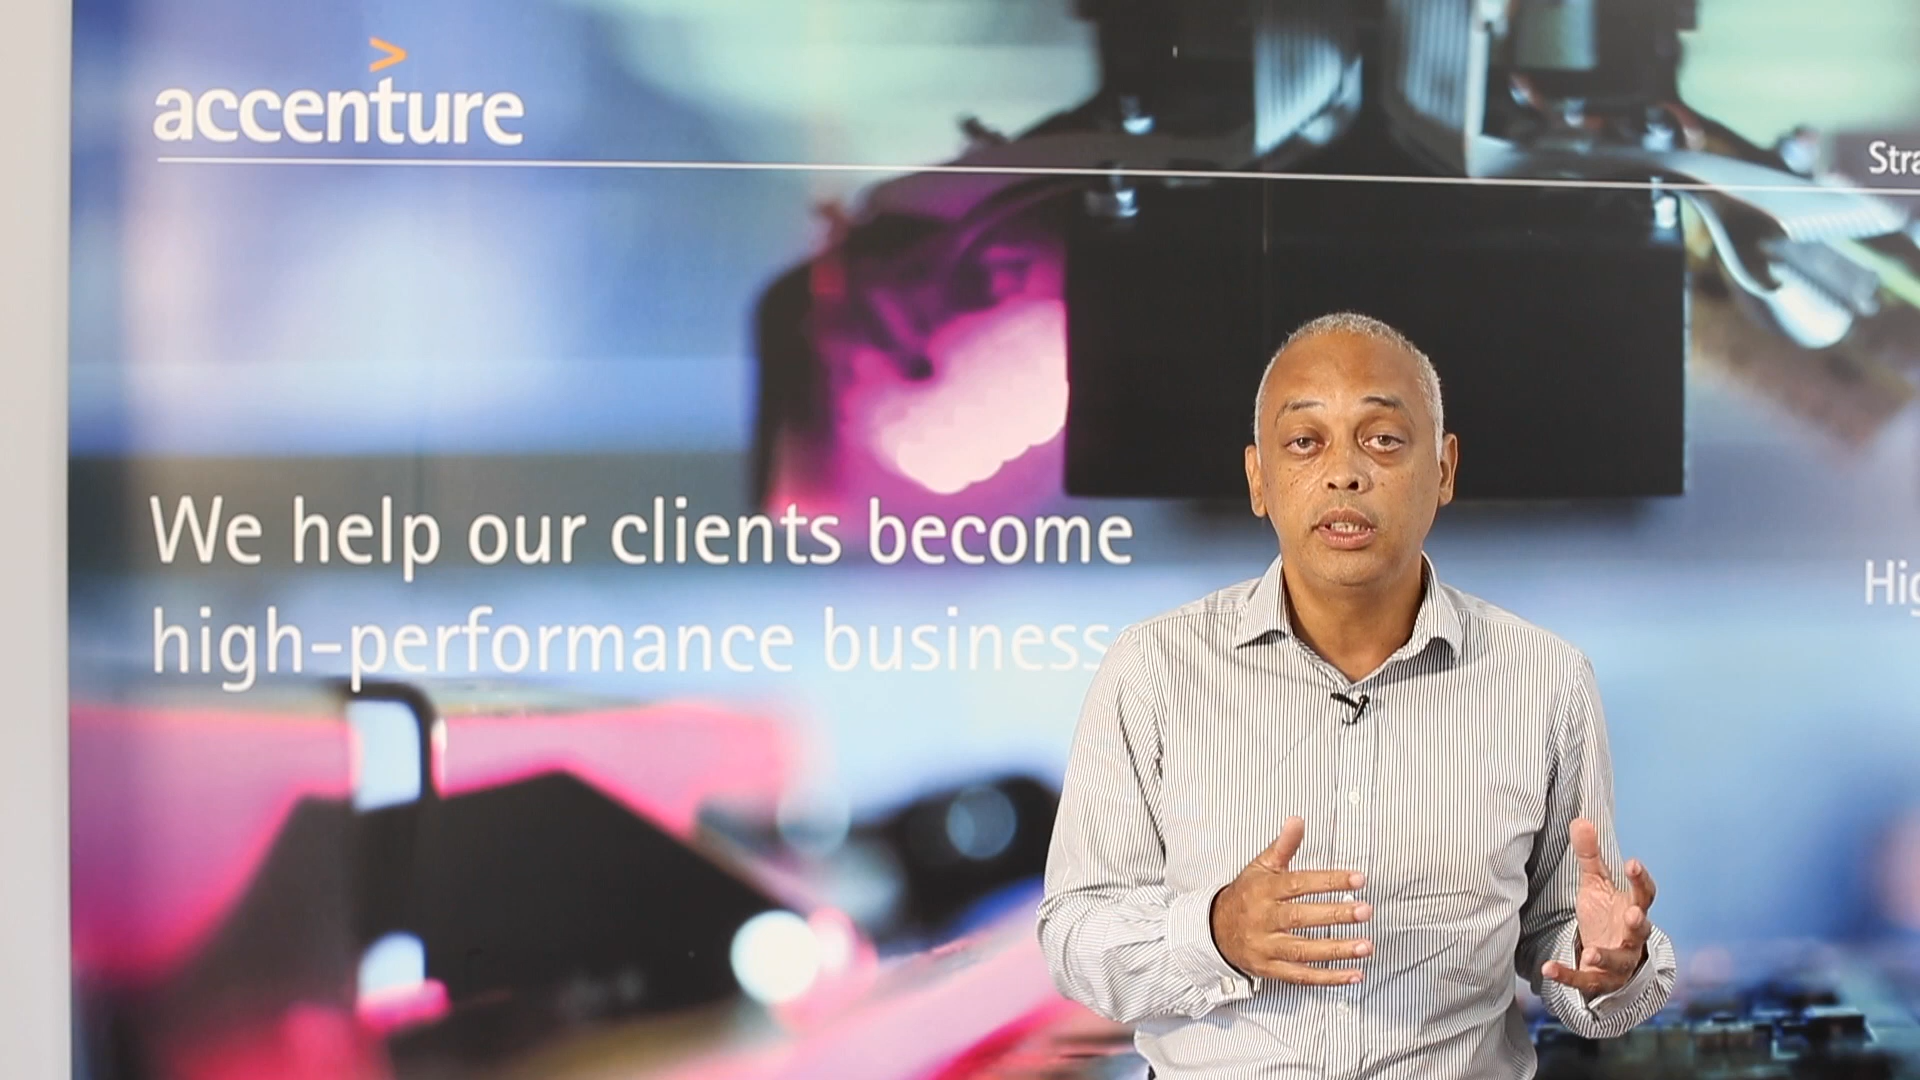 accenture
Stra
We help our clients become
Hig
high-performance business